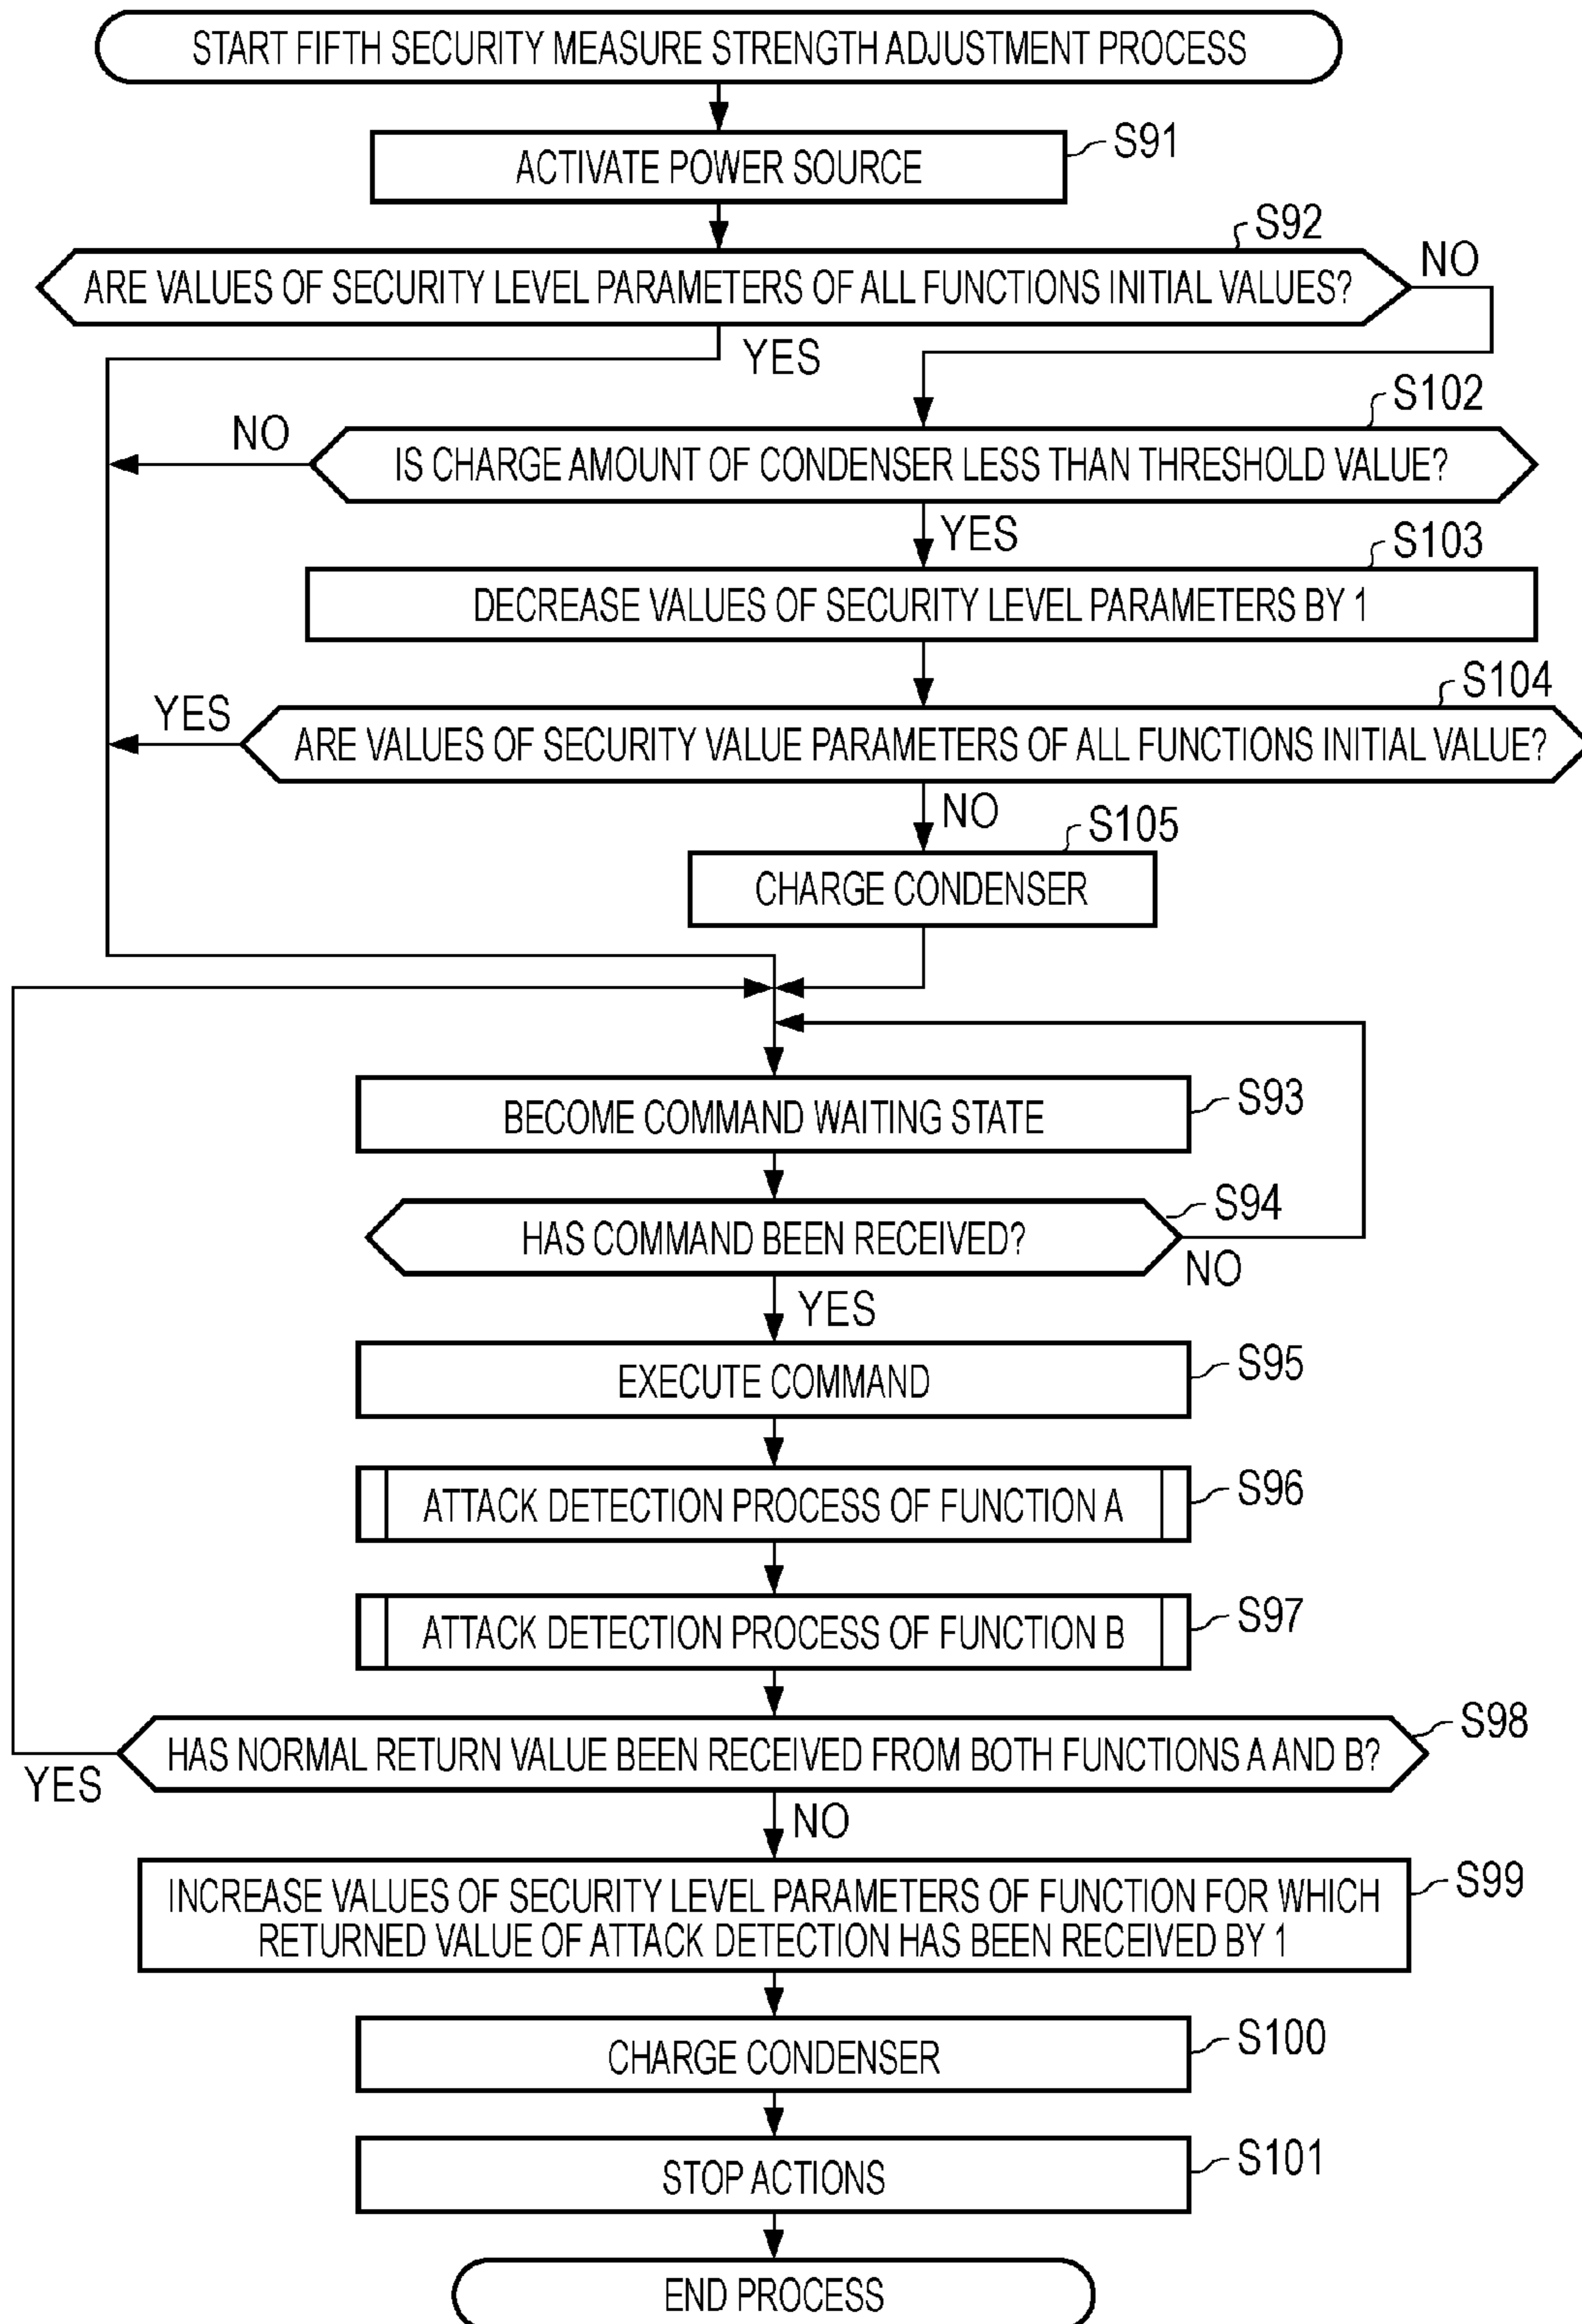 START FIFTH SECURITY MEASURE STRENGTH ADJUSTMENT PROCESS
ACTIVATE POWER SOURCE
S91
S92
ARE VALUES OF SECURITY LEVEL PARAMETERS OF ALL FUNCTIONS INITIAL VALUES?
NO
YES
S102
NO
IS CHARGE AMOUNT OF CONDENSER LESS THAN THRESHOLD VALUE?
YES
S103
DECREASE VALUES OF SECURITY LEVEL PARAMETERS BY 1
S104
YES
ARE VALUES OF SECURITY VALUE PARAMETERS OF ALL FUNCTIONS INITIAL VALUE?
NO
S105
CHARGE CONDENSER
BECOME COMMAND WAITING STATE
S93
HAS COMMAND BEEN RECEIVED?
S94
NO
YES
EXECUTE COMMAND
S95
ATTACK DETECTION PROCESS OF FUNCTION A
S96
ATTACK DETECTION PROCESS OF FUNCTION B
S97
HAS NORMAL RETURN VALUE BEEN RECEIVED FROM BOTH FUNCTIONS A AND B?
S98
YES
NO
INCREASE VALUES OF SECURITY LEVEL PARAMETERS OF FUNCTION FOR WHICH
RETURNED VALUE OF ATTACK DETECTION HAS BEEN RECEIVED BY 1
S99
CHARGE CONDENSER
S100
STOP ACTIONS
S101
END PROCESS